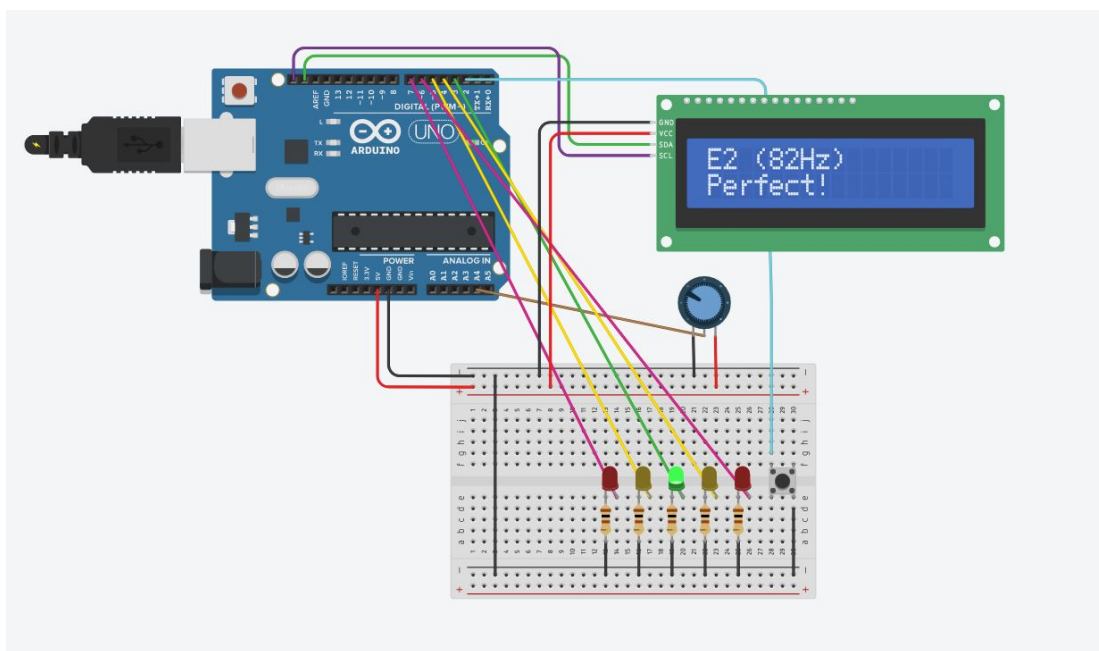 AREF
GND
13
12
~11
~10
~9
8
7
~6
~5
4
~3
2
TX→1
RX←0
DIGITAL (PWM~)
L
TX
RX
UNO
ARDUINO
POWER
ANALOG IN
IOREF
RESET
3.3V
5V
GND
GND
Vin
A0
A1
A2
A3
A4
A5
GND
VCC
SDA
SCL
E2 (82Hz)
Perfect!